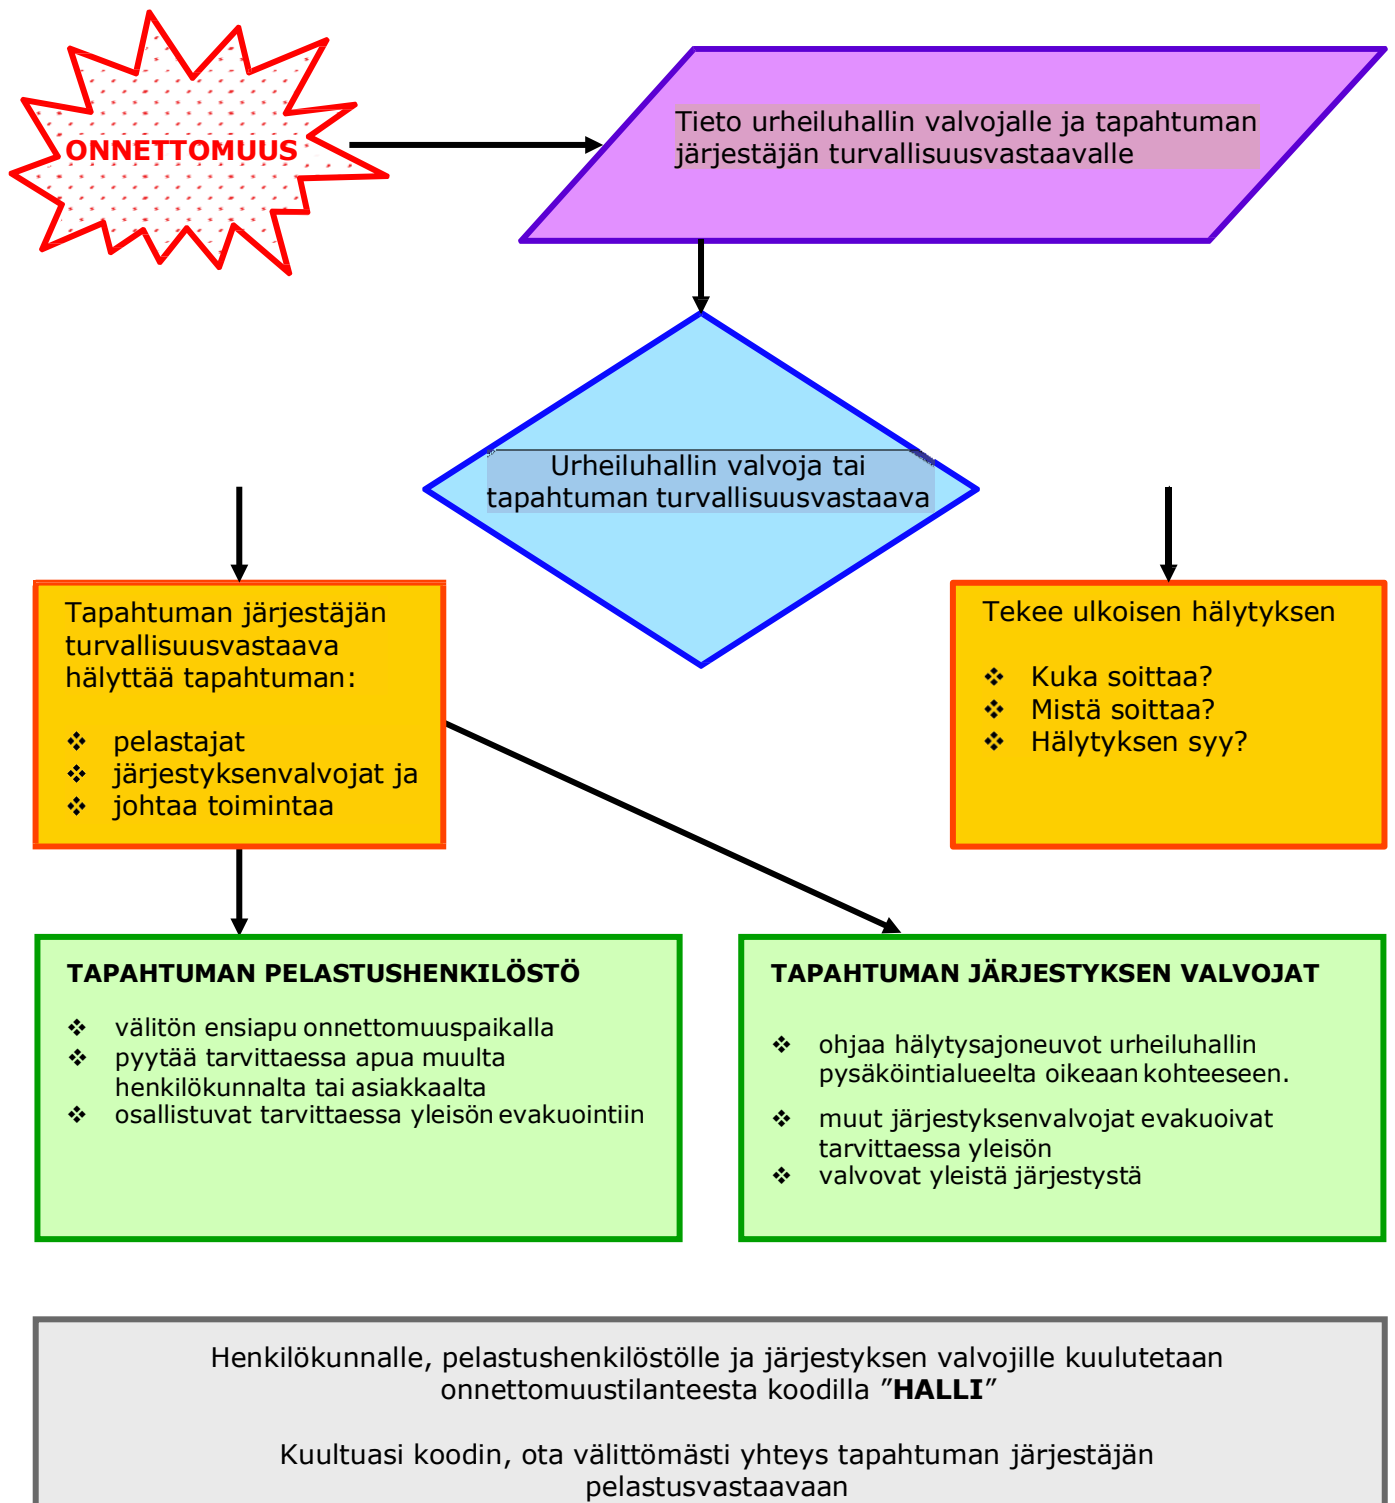 ONNETTOMUUS
Tieto urheiluhallin valvojalle ja tapahtuman
järjestäjän turvallisuusvastaavalle
Urheiluhallin valvoja tai
tapahtuman turvallisuusvastaava
Tapahtuman järjestäjän
turvallisuusvastaava
hälyttää tapahtuman:
❖ pelastajat
❖ järjestyksenvalvojat ja
❖ johtaa toimintaa
Tekee ulkoisen hälytyksen
❖ Kuka soittaa?
❖ Mistä soittaa?
❖ Hälytyksen syy?
TAPAHTUMAN PELASTUSHENKILÖSTÖ
❖ välitön ensiapu onnettomuuspaikalla
❖ pyytää tarvittaessa apua muulta
henkilökunnalta tai asiakkaalta
❖ osallistuvat tarvittaessa yleisön evakuointiin
TAPAHTUMAN JÄRJESTYKSEN VALVOJAT
❖ ohjaa hälytysajoneuvot urheiluhallin
pysäköintialueelta oikeaan kohteeseen.
❖ muut järjestyksenvalvojat evakuoivat
tarvittaessa yleisön
❖ valvovat yleistä järjestystä
Henkilökunnalle, pelastushenkilöstölle ja järjestyksen valvojille kuulutetaan
onnettomuustilanteesta koodilla ”HALLI”
Kuultuasi koodin, ota välittömästi yhteys tapahtuman järjestäjän
pelastusvastaavaan